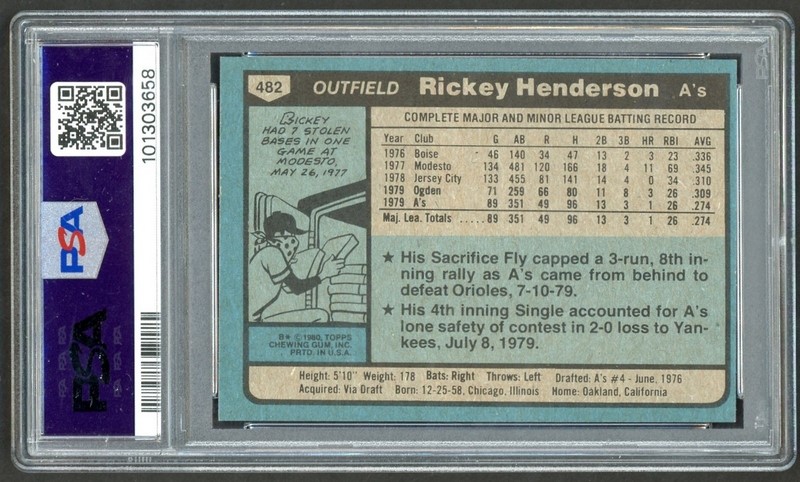 482 OUTFIELD Rickey Henderson A's
RICKEY
HAD 7 STOLEN
BASES IN ONE
GAME AT
MODESTO,
MAY 26, 1977
B* © 1980, TOPPS
CHEWING GUM, INC.
PRTD. IN U.S.A.
COMPLETE MAJOR AND MINOR LEAGUE BATTING RECORD
Year Club G AB R H 2B 3B HR RBI AVG
1976 Boise 46 140 34 47 13 2 3 23 .336
1977 Modesto 134 481 120 166 18 4 11 69 .345
1978 Jersey City 133 455 81 141 14 4 0 34 .310
1979 Ogden 71 259 66 80 11 8 3 26 .309
1979 A's 89 351 49 96 13 3 1 26 .274
Maj. Lea. Totals ..... 89 351 49 96 13 3 1 26 .274
★ His Sacrifice Fly capped a 3-run, 8th in-
ning rally as A's came from behind to
defeat Orioles, 7-10-79.
★ His 4th inning Single accounted for A's
lone safety of contest in 2-0 loss to Yan-
kees, July 8, 1979.
Height: 5'10" Weight: 178 Bats: Right Throws: Left Drafted: A's #4 - June, 1976
Acquired: Via Draft Born: 12-25-58, Chicago, Illinois Home: Oakland, California
101303658
PSA
PSA